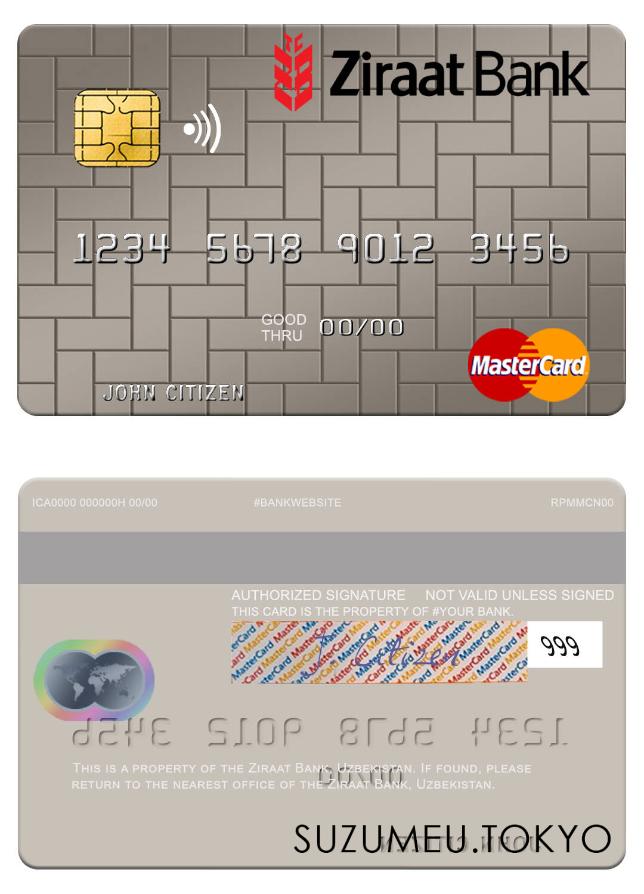 Ziraat Bank
1234 5678 9012 3456
GOOD THRU 00/00
MasterCard
JOHN CITIZEN
ICA0000 000000H 00/00 #BANKWEBSITE RPMMCN00
AUTHORIZED SIGNATURE NOT VALID UNLESS SIGNED
THIS CARD IS THE PROPERTY OF #YOUR BANK.
J. Citizen 999
THIS IS A PROPERTY OF THE ZIRAAT BANK, UZBEKISTAN. IF FOUND, PLEASE
RETURN TO THE NEAREST OFFICE OF THE ZIRAAT BANK, UZBEKISTAN.
SUZUMEU.TOKYO